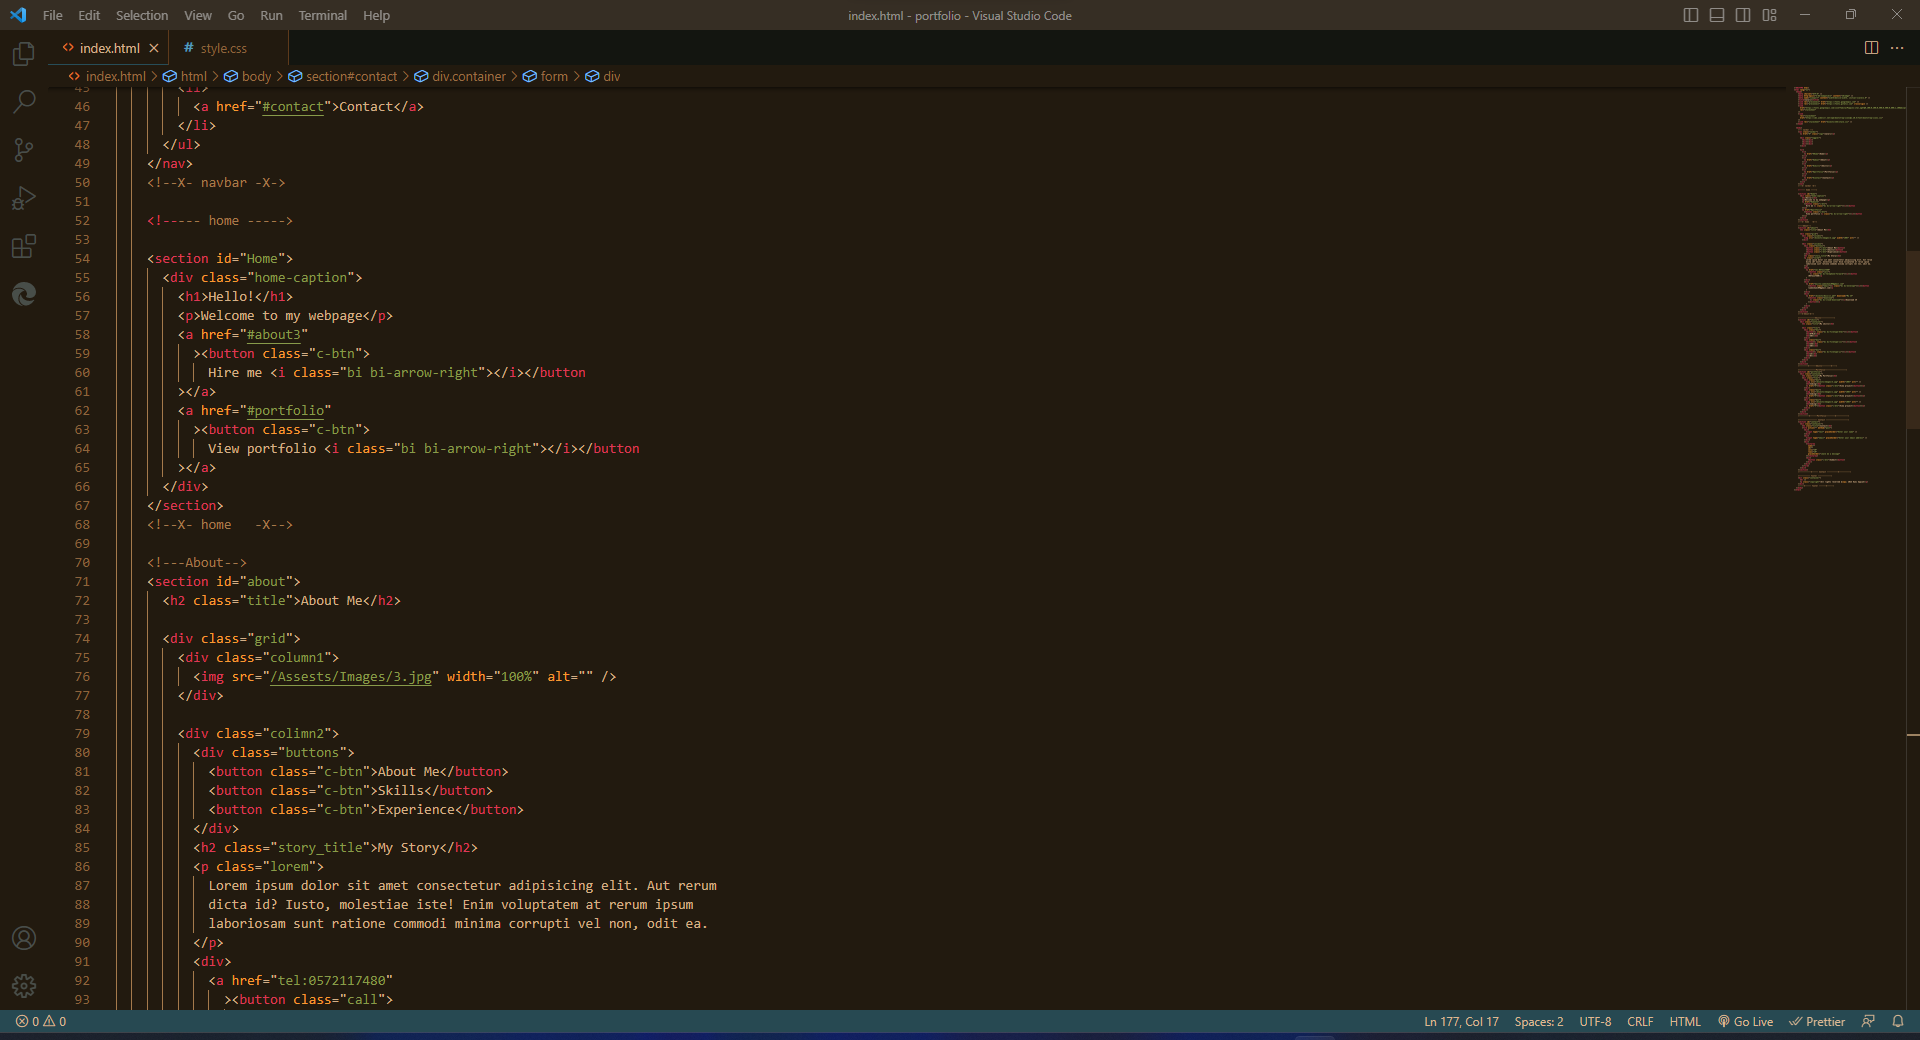 File Edit Selection View Go Run Terminal Help
index.html - portfolio - Visual Studio Code
<> index.html
# style.css
<> index.html > html > body > section#contact > div.container > form > div
45 <li>
46 <a href="#contact">Contact</a>
47 </li>
48 </ul>
49 </nav>
50 <!--X- navbar -X->
51
52 <!----- home ----->
53
54 <section id="Home">
55 <div class="home-caption">
56 <h1>Hello!</h1>
57 <p>Welcome to my webpage</p>
58 <a href="#about3"
59 ><button class="c-btn">
60 Hire me <i class="bi bi-arrow-right"></i></button
61 ></a>
62 <a href="#portfolio"
63 ><button class="c-btn">
64 View portfolio <i class="bi bi-arrow-right"></i></button
65 ></a>
66 </div>
67 </section>
68 <!--X- home   -X-->
69
70 <!---About-->
71 <section id="about">
72 <h2 class="title">About Me</h2>
73
74 <div class="grid">
75 <div class="column1">
76 <img src="/Assests/Images/3.jpg" width="100%" alt="" />
77 </div>
78
79 <div class="colimn2">
80 <div class="buttons">
81 <button class="c-btn">About Me</button>
82 <button class="c-btn">Skills</button>
83 <button class="c-btn">Experience</button>
84 </div>
85 <h2 class="story_title">My Story</h2>
86 <p class="lorem">
87 Lorem ipsum dolor sit amet consectetur adipisicing elit. Aut rerum
88 dicta id? Iusto, molestiae iste! Enim voluptatem at rerum ipsum
89 laboriosam sunt ratione commodi minima corrupti vel non, odit ea.
90 </p>
91 <div>
92 <a href="tel:0572117480"
93 ><button class="call">
0 0
Ln 177, Col 17 Spaces: 2 UTF-8 CRLF HTML Go Live Prettier